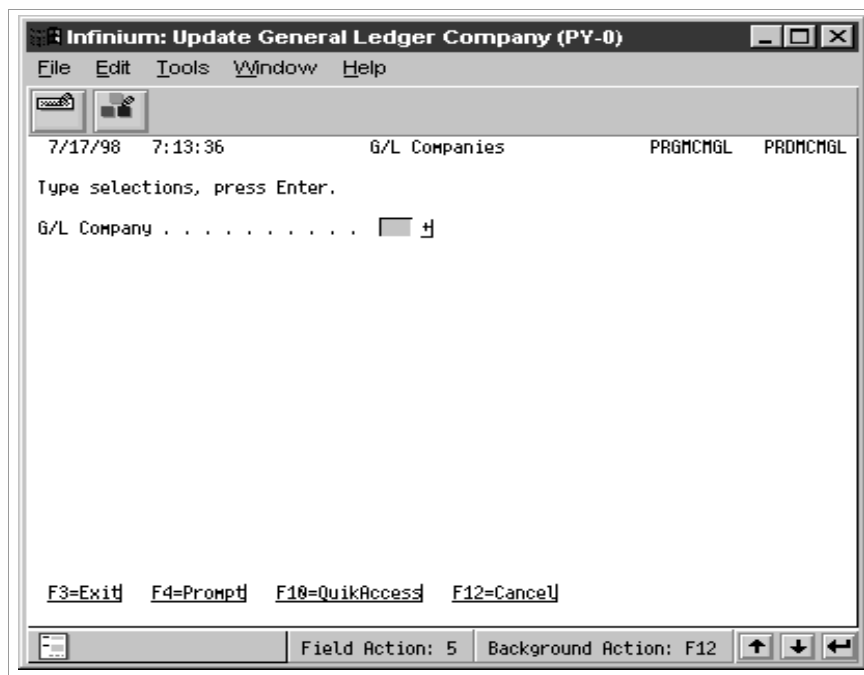 Infinium: Update General Ledger Company (PY-0)
File Edit Tools Window Help
7/17/98 7:13:36 G/L Companies PRGMCMGL PRDMCMGL
Type selections, press Enter.
G/L Company . . . . . . . . . . +
F3=Exit F4=Prompt F10=QuikAccess F12=Cancel
Field Action: 5 Background Action: F12